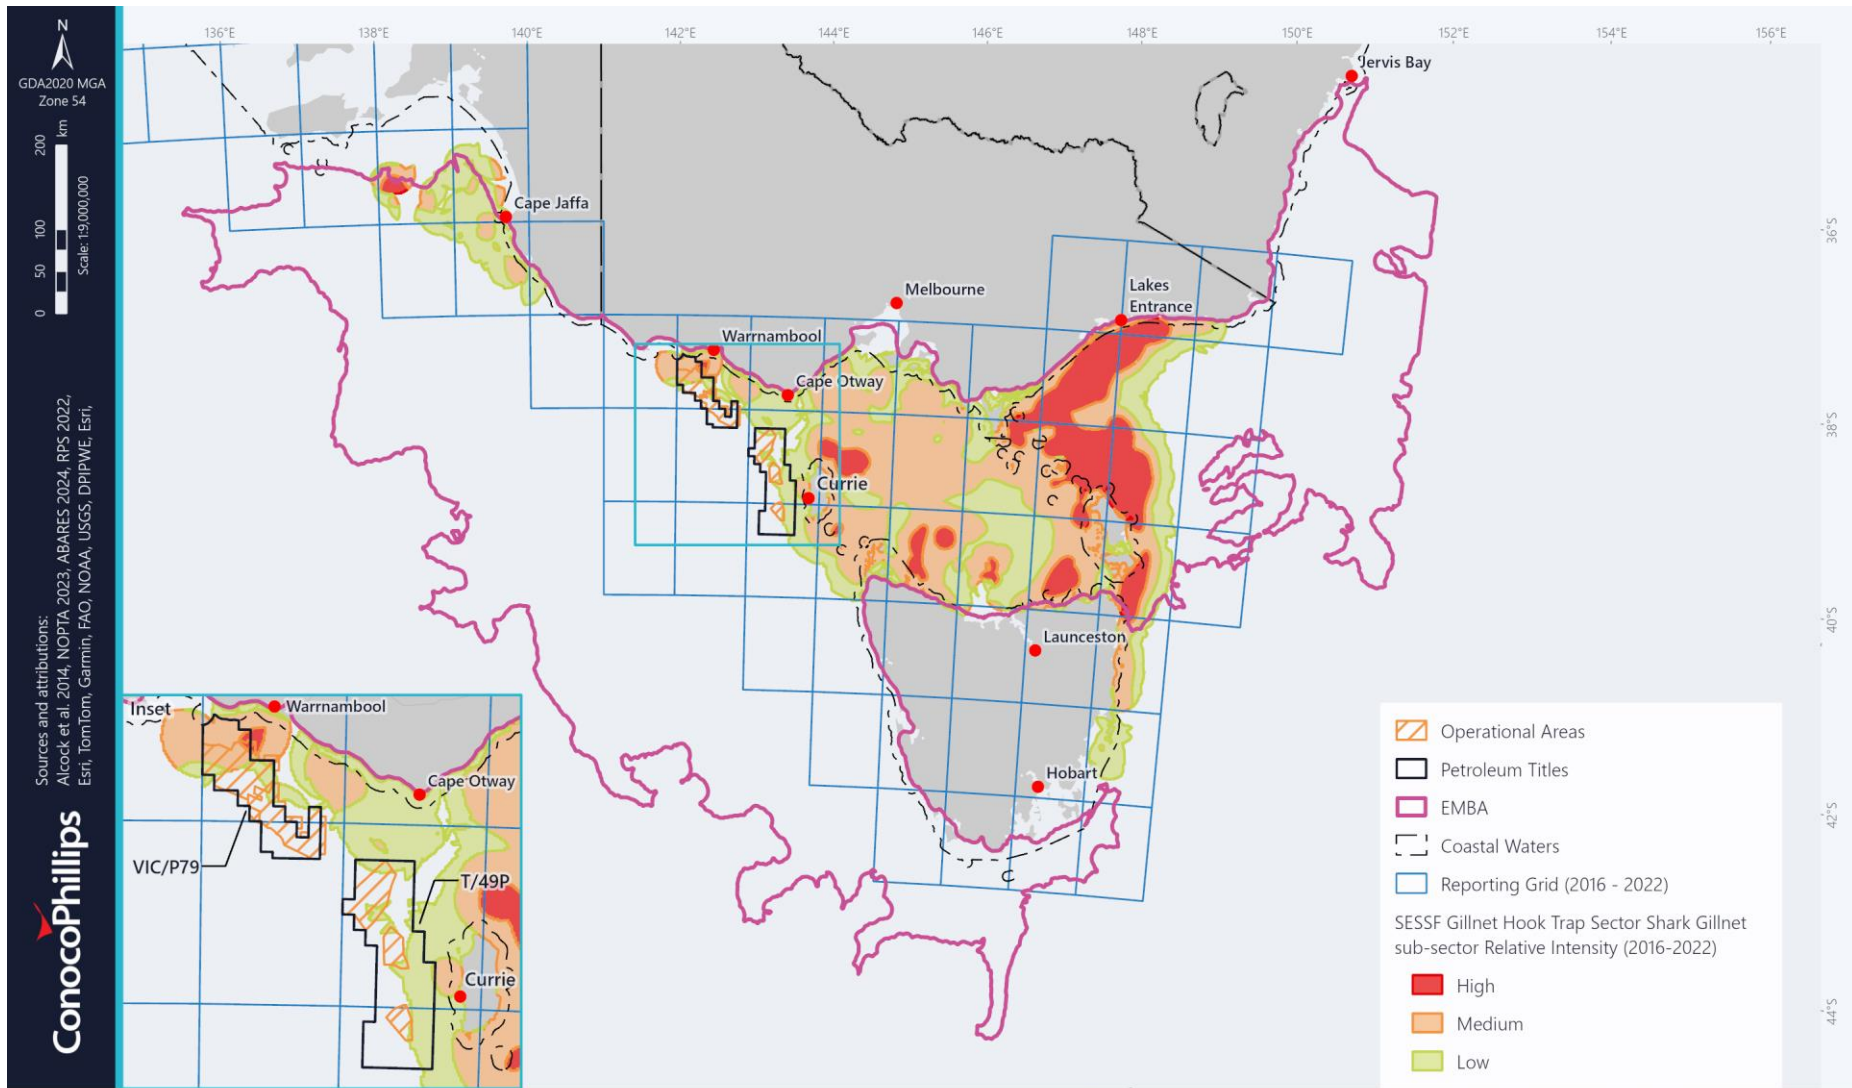 136°E
138°E
140°E
142°E
144°E
146°E
148°E
150°E
152°E
154°E
156°E
N
GDA2020 MGA
Zone 54
0
50
100
200
km
Scale: 1:9,000,000
Sources and attributions:
Alcock et al. 2014, NOPTA 2023, ABARES 2024, RPS 2022,
Esri, TomTom, Garmin, FAO, NOAA, USGS, DPIPWE, Esri,
ConocoPhillips
Jervis Bay
Cape Jaffa
Melbourne
Lakes
Entrance
Warrnambool
Cape Otway
Currie
Launceston
Hobart
36°S
38°S
40°S
42°S
44°S
Inset
Warrnambool
Cape Otway
VIC/P79
T/49P
Currie
Operational Areas
Petroleum Titles
EMBA
Coastal Waters
Reporting Grid (2016 - 2022)
SESSF Gillnet Hook Trap Sector Shark Gillnet
sub-sector Relative Intensity (2016-2022)
High
Medium
Low